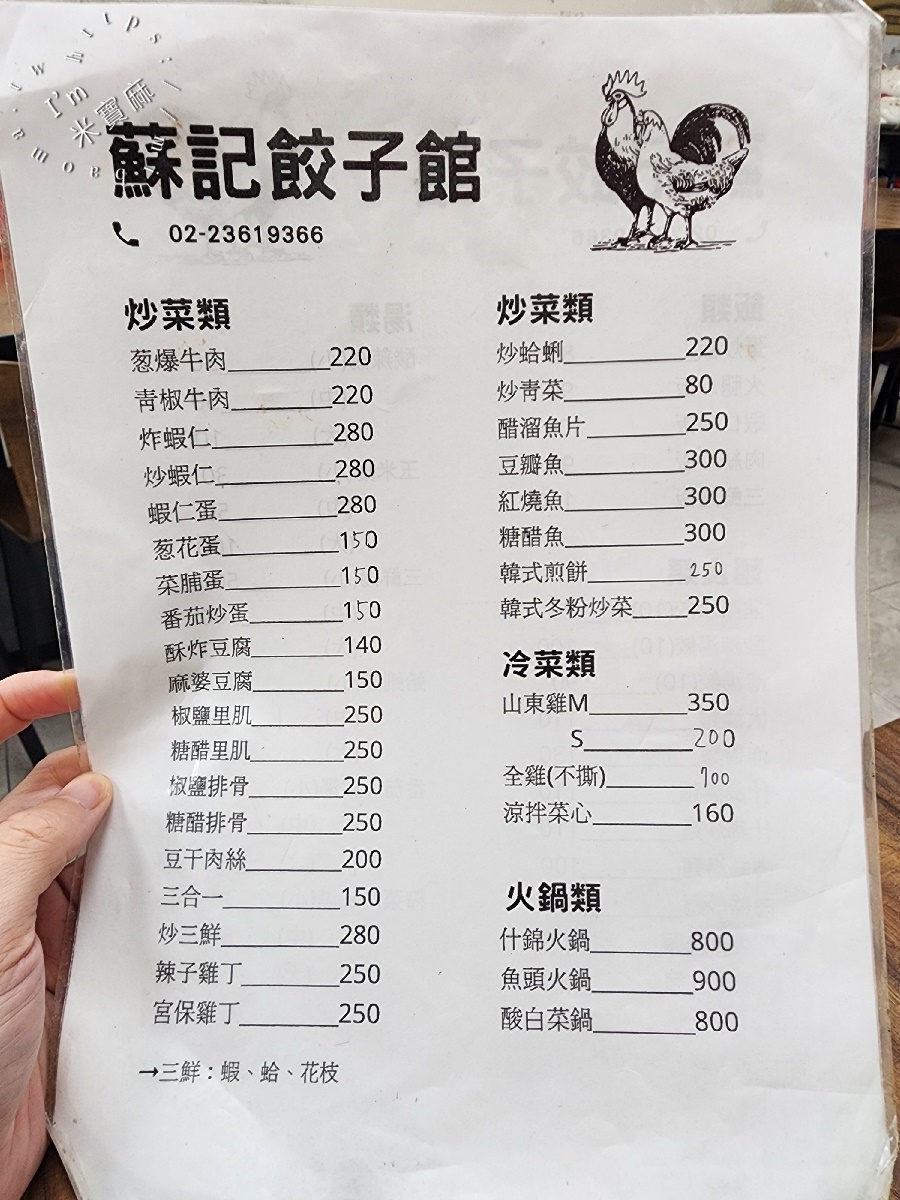 I'm
米寶麻
蘇記餃子館
02-23619366
炒菜類
葱爆牛肉 220
青椒牛肉 220
炸蝦仁 280
炒蝦仁 280
蝦仁蛋 280
葱花蛋 150
菜脯蛋 150
番茄炒蛋 150
酥炸豆腐 140
麻婆豆腐 150
椒鹽里肌 250
糖醋里肌 250
椒鹽排骨 250
糖醋排骨 250
豆干肉絲 200
三合一 150
炒三鮮 280
辣子雞丁 250
宮保雞丁 250
→三鮮：蝦、蛤、花枝
炒菜類
炒蛤蜊 220
炒青菜 80
醋溜魚片 250
豆瓣魚 300
紅燒魚 300
糖醋魚 300
韓式煎餅 250
韓式冬粉炒菜 250
冷菜類
山東雞M 350
S 200
全雞(不撕) 700
涼拌菜心 160
火鍋類
什錦火鍋 800
魚頭火鍋 900
酸白菜鍋 800